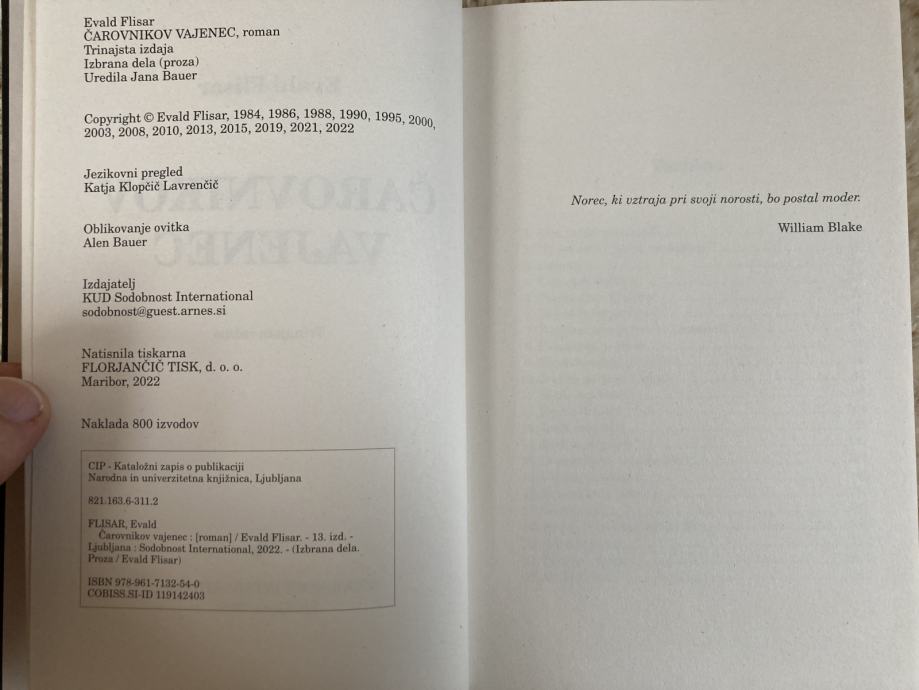 Evald Flisar
ČAROVNIKOV VAJENEC, roman
Trinajsta izdaja
Izbrana dela (proza)
Uredila Jana Bauer
Copyright © Evald Flisar, 1984, 1986, 1988, 1990, 1995, 2000,
2003, 2008, 2010, 2013, 2015, 2019, 2021, 2022
Jezikovni pregled
Katja Klopčič Lavrenčič
Oblikovanje ovitka
Alen Bauer
Izdajatelj
KUD Sodobnost International
sodobnost@guest.arnes.si
Natisnila tiskarna
FLORJANČIČ TISK, d. o. o.
Maribor, 2022
Naklada 800 izvodov
CIP - Kataložni zapis o publikaciji
Narodna in univerzitetna knjižnica, Ljubljana
821.163.6-311.2
FLISAR, Evald
Čarovnikov vajenec : [roman] / Evald Flisar. - 13. izd. -
Ljubljana : Sodobnost International, 2022. - (Izbrana dela.
Proza / Evald Flisar)
ISBN 978-961-7132-54-0
COBISS.SI-ID 119142403
Norec, ki vztraja pri svoji norosti, bo postal moder.
William Blake